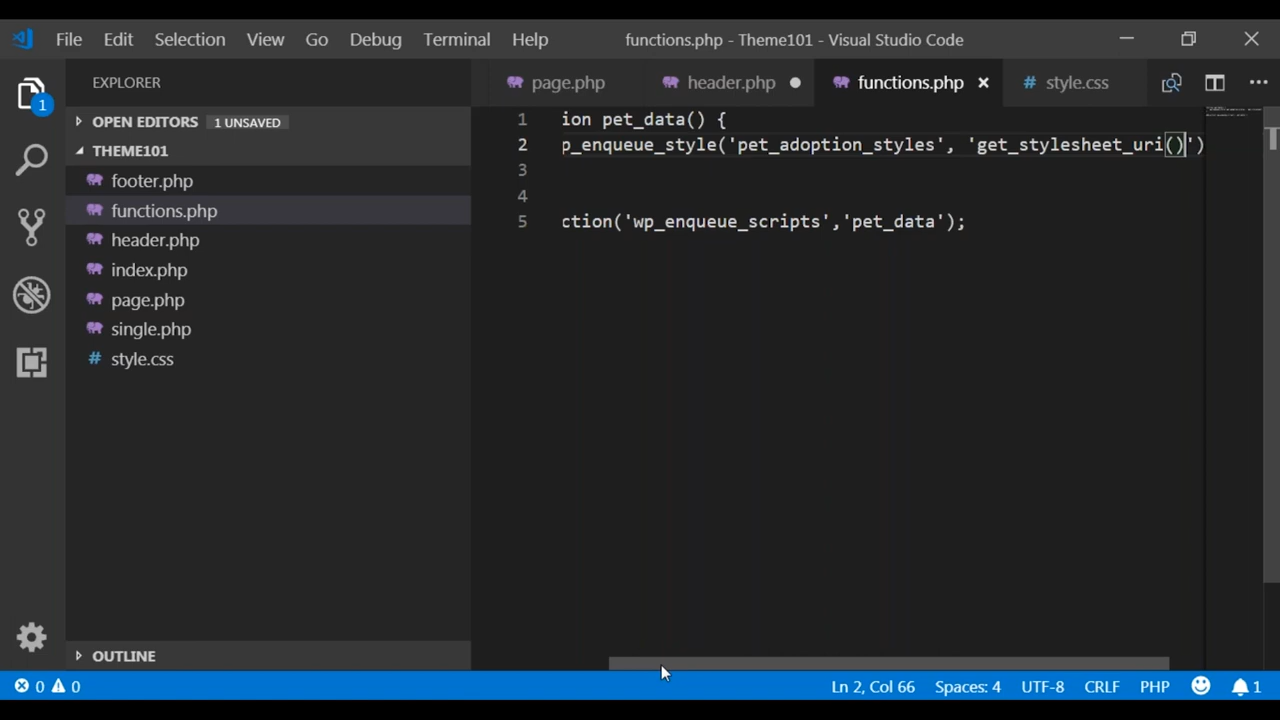 File Edit Selection View Go Debug Terminal Help functions.php - Theme101 - Visual Studio Code
1
EXPLORER
page.php header.php functions.php style.css
OPEN EDITORS 1 UNSAVED
THEME101
footer.php
functions.php
header.php
index.php
page.php
single.php
# style.css
OUTLINE
1 ion pet_data() {
2 p_enqueue_style('pet_adoption_styles', 'get_stylesheet_uri()')
3
4
5 ction('wp_enqueue_scripts','pet_data');
0 0 Ln 2, Col 66 Spaces: 4 UTF-8 CRLF PHP 1